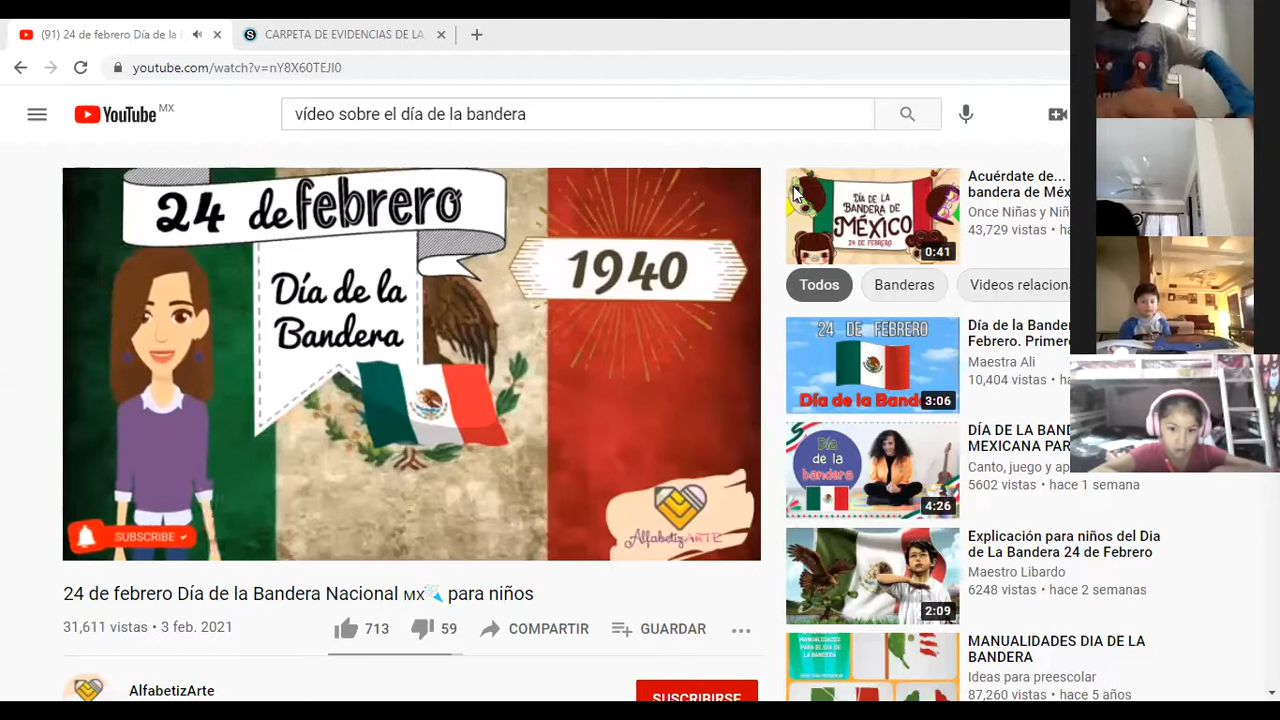 (91) 24 de febrero Día de la
CARPETA DE EVIDENCIAS DE LA
youtube.com/watch?v=nY8X60TEJI0
YouTube MX
vídeo sobre el día de la bandera
24 de febrero
Día de la
Bandera
1940
SUBSCRIBE
AlfabetizARTE
24 de febrero Día de la Bandera Nacional MX para niños
31,611 vistas • 3 feb. 2021
713
59
COMPARTIR
GUARDAR
AlfabetizArte
SUSCRIBIRSE
DÍA DE LA
BANDERA DE
MÉXICO
24 DE FEBRERO
0:41
Acuérdate de...
bandera de Méx
Once Niñas y Niñ
43,729 vistas • ha
Todos
Banderas
Videos relacion
24 DE FEBRERO
Día de la Band
3:06
Día de la Bande
Febrero. Primer
Maestra Ali
10,404 vistas • ha
Día
de la
bandera
4:26
DÍA DE LA BAND
MEXICANA PAR
Canto, juego y ap
5602 vistas • hace 1 semana
2:09
Explicación para niños del Dia
de La Bandera 24 de Febrero
Maestro Libardo
6248 vistas • hace 2 semanas
MANUALIDADES
PARA EL DIA DE
LA BANDERA
MANUALIDADES DIA DE LA
BANDERA
Ideas para preescolar
87,260 vistas • hace 5 años